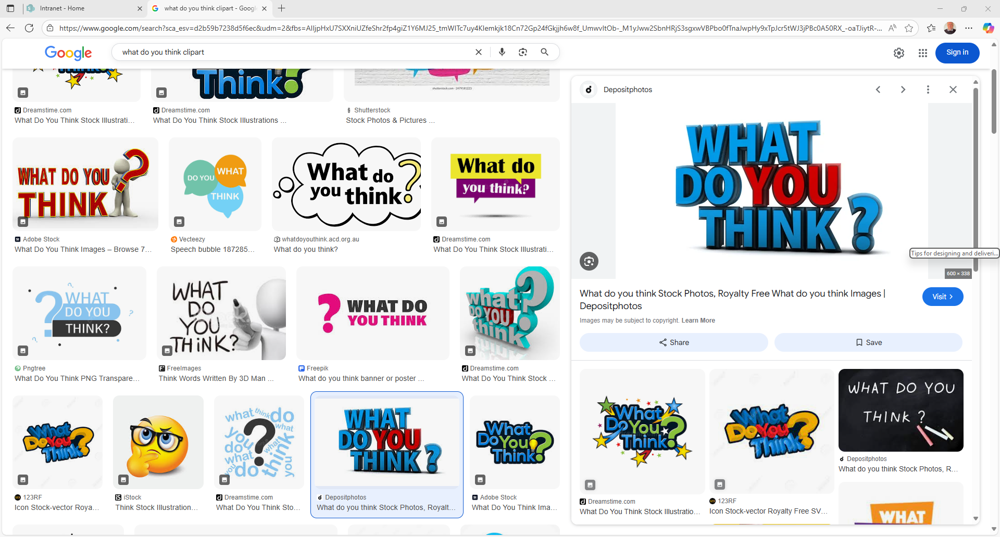 Intranet - Home
what do you think clipart - Googl
https://www.google.com/search?sca_esv=d2b59b7238d5f6ec&udm=2&fbs=AIIjpHxU7SXXniUZfeShr2fp4giZ1Y6MJ25_tmWITc7uy4KIemkjk18Cn72Gp24fGkjjh6w8f_UmwvItOb-_M1yJww2SbnHRjS3sgxwVBPbo0fTnaJwpHy9xTpJcr5tWJ3jPBc0A50RX_-oaTJiytR-...
Google
what do you think clipart
Sign in
Think?
Think?
shutterstock.com · 2479181223
Dreamstime.com
What Do You Think Stock Illustrati...
Dreamstime.com
What Do You Think Stock Illustrations ...
Shutterstock
Stock Photos & Pictures ...
WHAT DO YOU
THINK
?
DO YOU
WHAT
THINK
What do
you think?
What do
you think?
Adobe Stock
What Do You Think Images – Browse 7...
Vecteezy
Speech bubble 187285...
whatdoyouthink.acd.org.au
What do you think?
Dreamstime.com
What Do You Think Stock Illustrati...
? WHAT
DO YOU
THINK?
WHAT
DO
YOU
THiNK?
? WHAT DO
YOU THINK
what
DO YOU
think
?
Pngtree
What Do You Think PNG Transpare...
FreeImages
Think Words Written By 3D Man ...
Freepik
What do you think banner or poster ...
Dreamstime.com
What Do You Think Stock ...
What
Do You
Think?
what think do
what
you
do
what
you
do
think
you
what
?
WHAT
DO YOU
THINK ?
What
Do You
Think?
123RF
Icon Stock-vector Roya...
iStock
Think Stock Illustration...
Dreamstime.com
What Do You Think Sto...
Depositphotos
What do you think Stock Photos, Royalt...
Adobe Stock
What Do You Think Ima...
Depositphotos
WHAT
DO YOU
THINK ?
Tips for designing and deliveri...
600 × 338
What do you think Stock Photos, Royalty Free What do you think Images |
Depositphotos
Visit
Images may be subject to copyright. Learn More
Share
Save
What
Do You
Think?
What
Do You
Think?
WHAT DO YOU
THINK ?
Dreamstime.com
What Do You Think Stock Illustratio...
123RF
Icon Stock-vector Royalty Free SV...
Depositphotos
What do you think Stock Photos, R...
WHAT